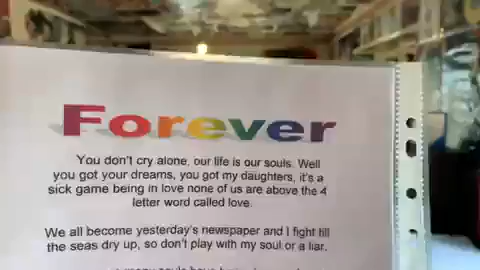 Forever
You don't cry alone, our life is our souls. Well
you got your dreams, you got my daughters, it's a
sick game being in love none of us are above the 4
letter word called love.
We all become yesterday's newspaper and I fight till
the seas dry up, so don't play with my soul or a liar.